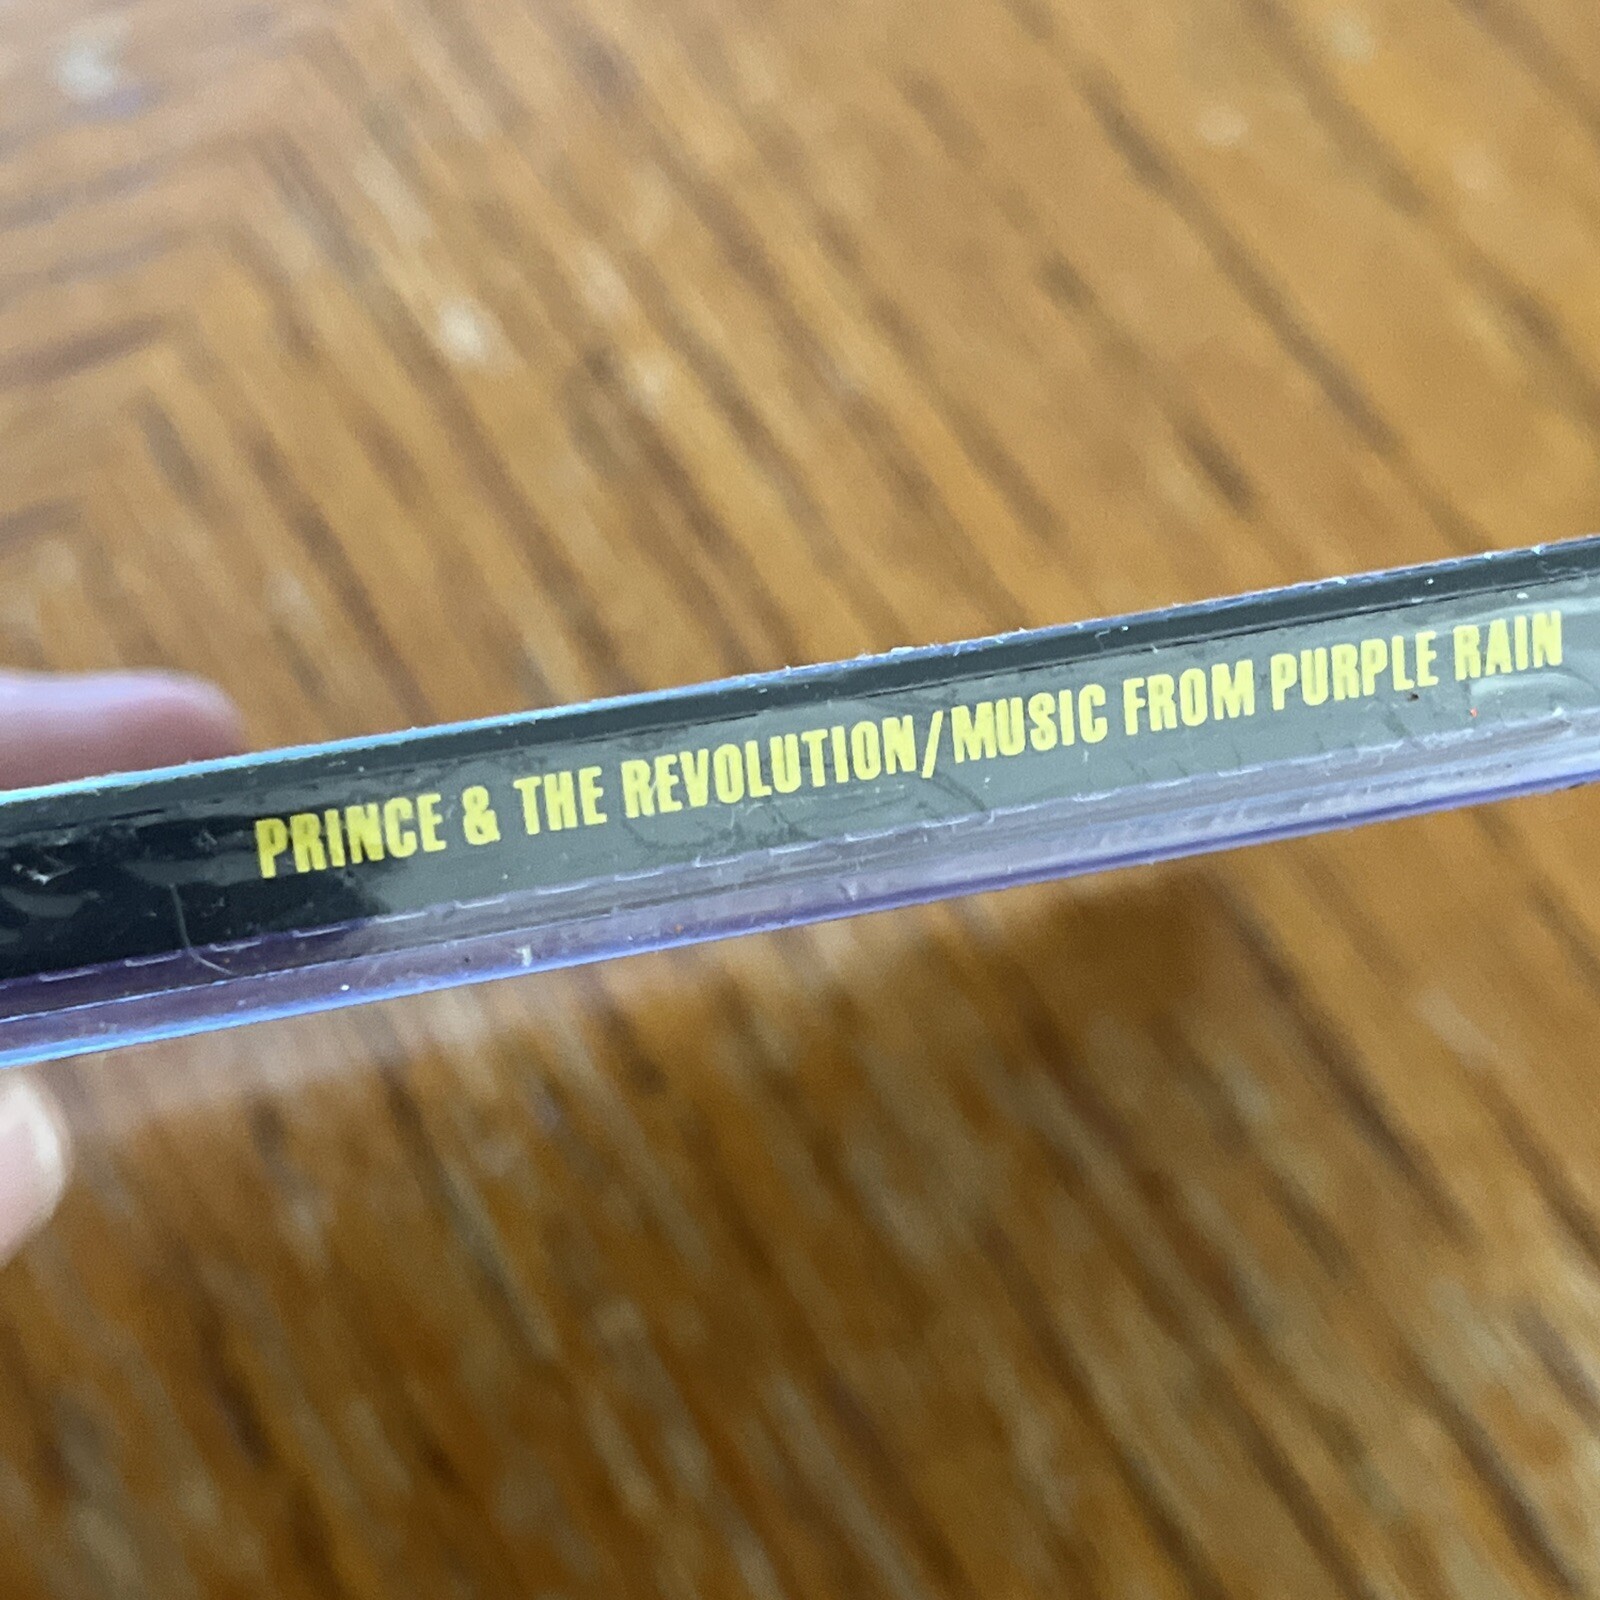 PRINCE & THE REVOLUTION/MUSIC FROM PURPLE RAIN